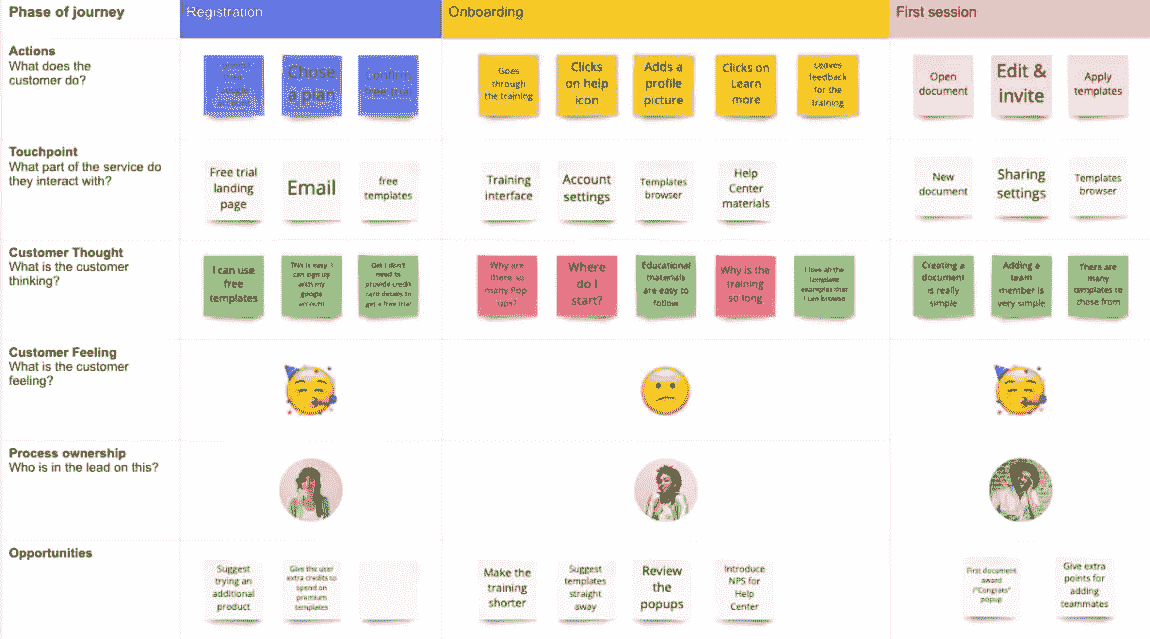 Phase of journey
Registration
Onboarding
First session
Actions
What does the
customer do?
Chose
a plan
Goes
through
the training
Clicks
on help
icon
Adds a
profile
picture
Clicks on
Learn
more
Leaves
feedback
for the
training
Open
document
Edit &
invite
Apply
templates
Touchpoint
What part of the service do
they interact with?
Free trial
landing
page
Email
free
templates
Training
interface
Account
settings
Templates
browser
Help
Center
materials
New
document
Sharing
settings
Templates
browser
Customer Thought
What is the customer
thinking?
I can use
free
templates
This is easy I
can sign up
with my
google
account
I don't
need to
provide credit
card details to
get a free trial
Why are
there so
many Pop
ups?
Where
do I
start?
Educational
materials
are easy to
follow
Why is the
training
so long
I love all the
template
examples that
I can browse
Creating a
document
is really
simple
Adding a
team
member is
very simple
There are
many
templates to
chose from
Customer Feeling
What is the customer
feeling?
Process ownership
Who is in the lead on this?
Opportunities
Suggest
trying an
additional
product
Give the user
extra credits to
spend on
premium
templates
Make the
training
shorter
Suggest
templates
straight
away
Review
the
popups
Introduce
NPS for
Help
Center
First document
award
("Congrats"
popup
Give extra
points for
adding
teammates